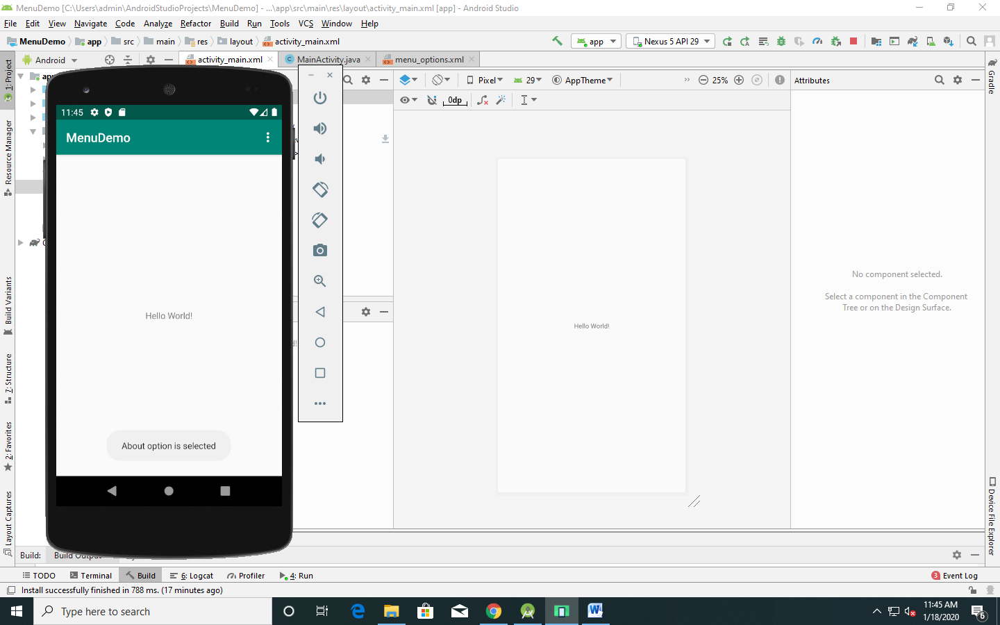 MenuDemo [C:\Users\admin\AndroidStudioProjects\MenuDemo] - ...\app\src\main\res\layout\activity_main.xml [app] - Android Studio
File Edit View Navigate Code Analyze Refactor Build Run Tools VCS Window Help
MenuDemo app src main res layout activity_main.xml
app Nexus 5 API 29
Android activity_main.xml MainActivity.java menu_options.xml
1: Project
Resource Manager
Build Variants
7: Structure
2: Favorites
Layout Captures
app
11:45
MenuDemo
Hello World!
About option is selected
Pixel 29 AppTheme 25%
0dp
Hello World!
Attributes
No component selected.
Select a component in the Component
Tree or on the Design Surface.
Gradle
Device File Explorer
Build: Build Output
TODO Terminal Build 6: Logcat Profiler 4: Run
3 Event Log
Install successfully finished in 788 ms. (17 minutes ago)
Type here to search
11:45 AM
1/18/2020
6